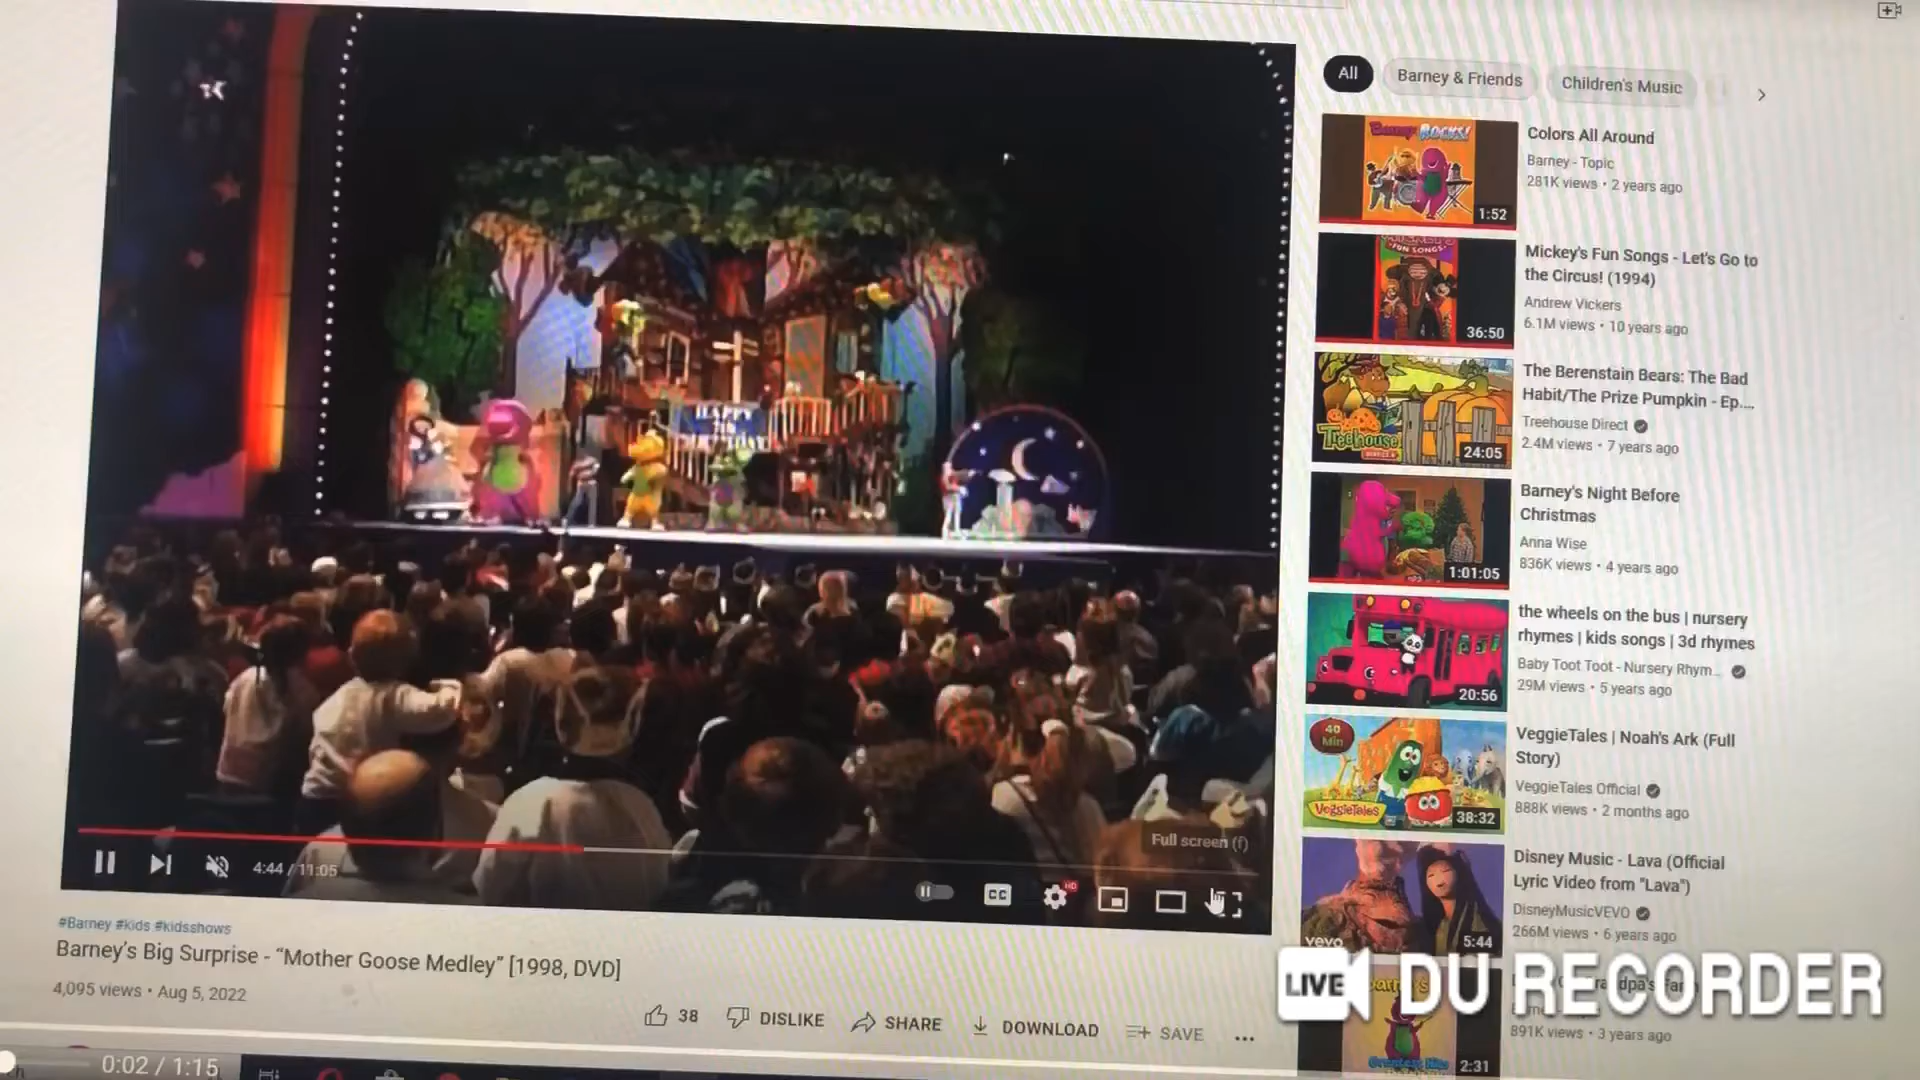 All
Barney & Friends
Children's Music
Colors All Around
Barney - Topic
281K views • 2 years ago
1:52
Mickey's Fun Songs - Let's Go to
the Circus! (1994)
Andrew Vickers
6.1M views • 10 years ago
36:50
The Berenstain Bears: The Bad
Habit/The Prize Pumpkin - Ep....
Treehouse Direct
2.4M views • 7 years ago
Treehouse
24:05
Barney's Night Before
Christmas
Anna Wise
836K views • 4 years ago
1:01:05
the wheels on the bus | nursery
rhymes | kids songs | 3d rhymes
Baby Toot Toot - Nursery Rhym...
29M views • 5 years ago
20:56
40
Min
VeggieTales | Noah's Ark (Full
Story)
VeggieTales Official
888K views • 2 months ago
VeggieTales
38:32
Disney Music - Lava (Official
Lyric Video from "Lava")
DisneyMusicVEVO
266M views • 6 years ago
vevo
5:44
891K views • 3 years ago
2:31
HAPPY
BIRTHDAY
Full screen (f)
4:44 / 11:05
CC
HD
#Barney #kids #kidsshows
Barney's Big Surprise - “Mother Goose Medley” [1998, DVD]
4,095 views • Aug 5, 2022
38
DISLIKE
SHARE
DOWNLOAD
SAVE
LIVE
DU RECORDER
0:02 / 1:15